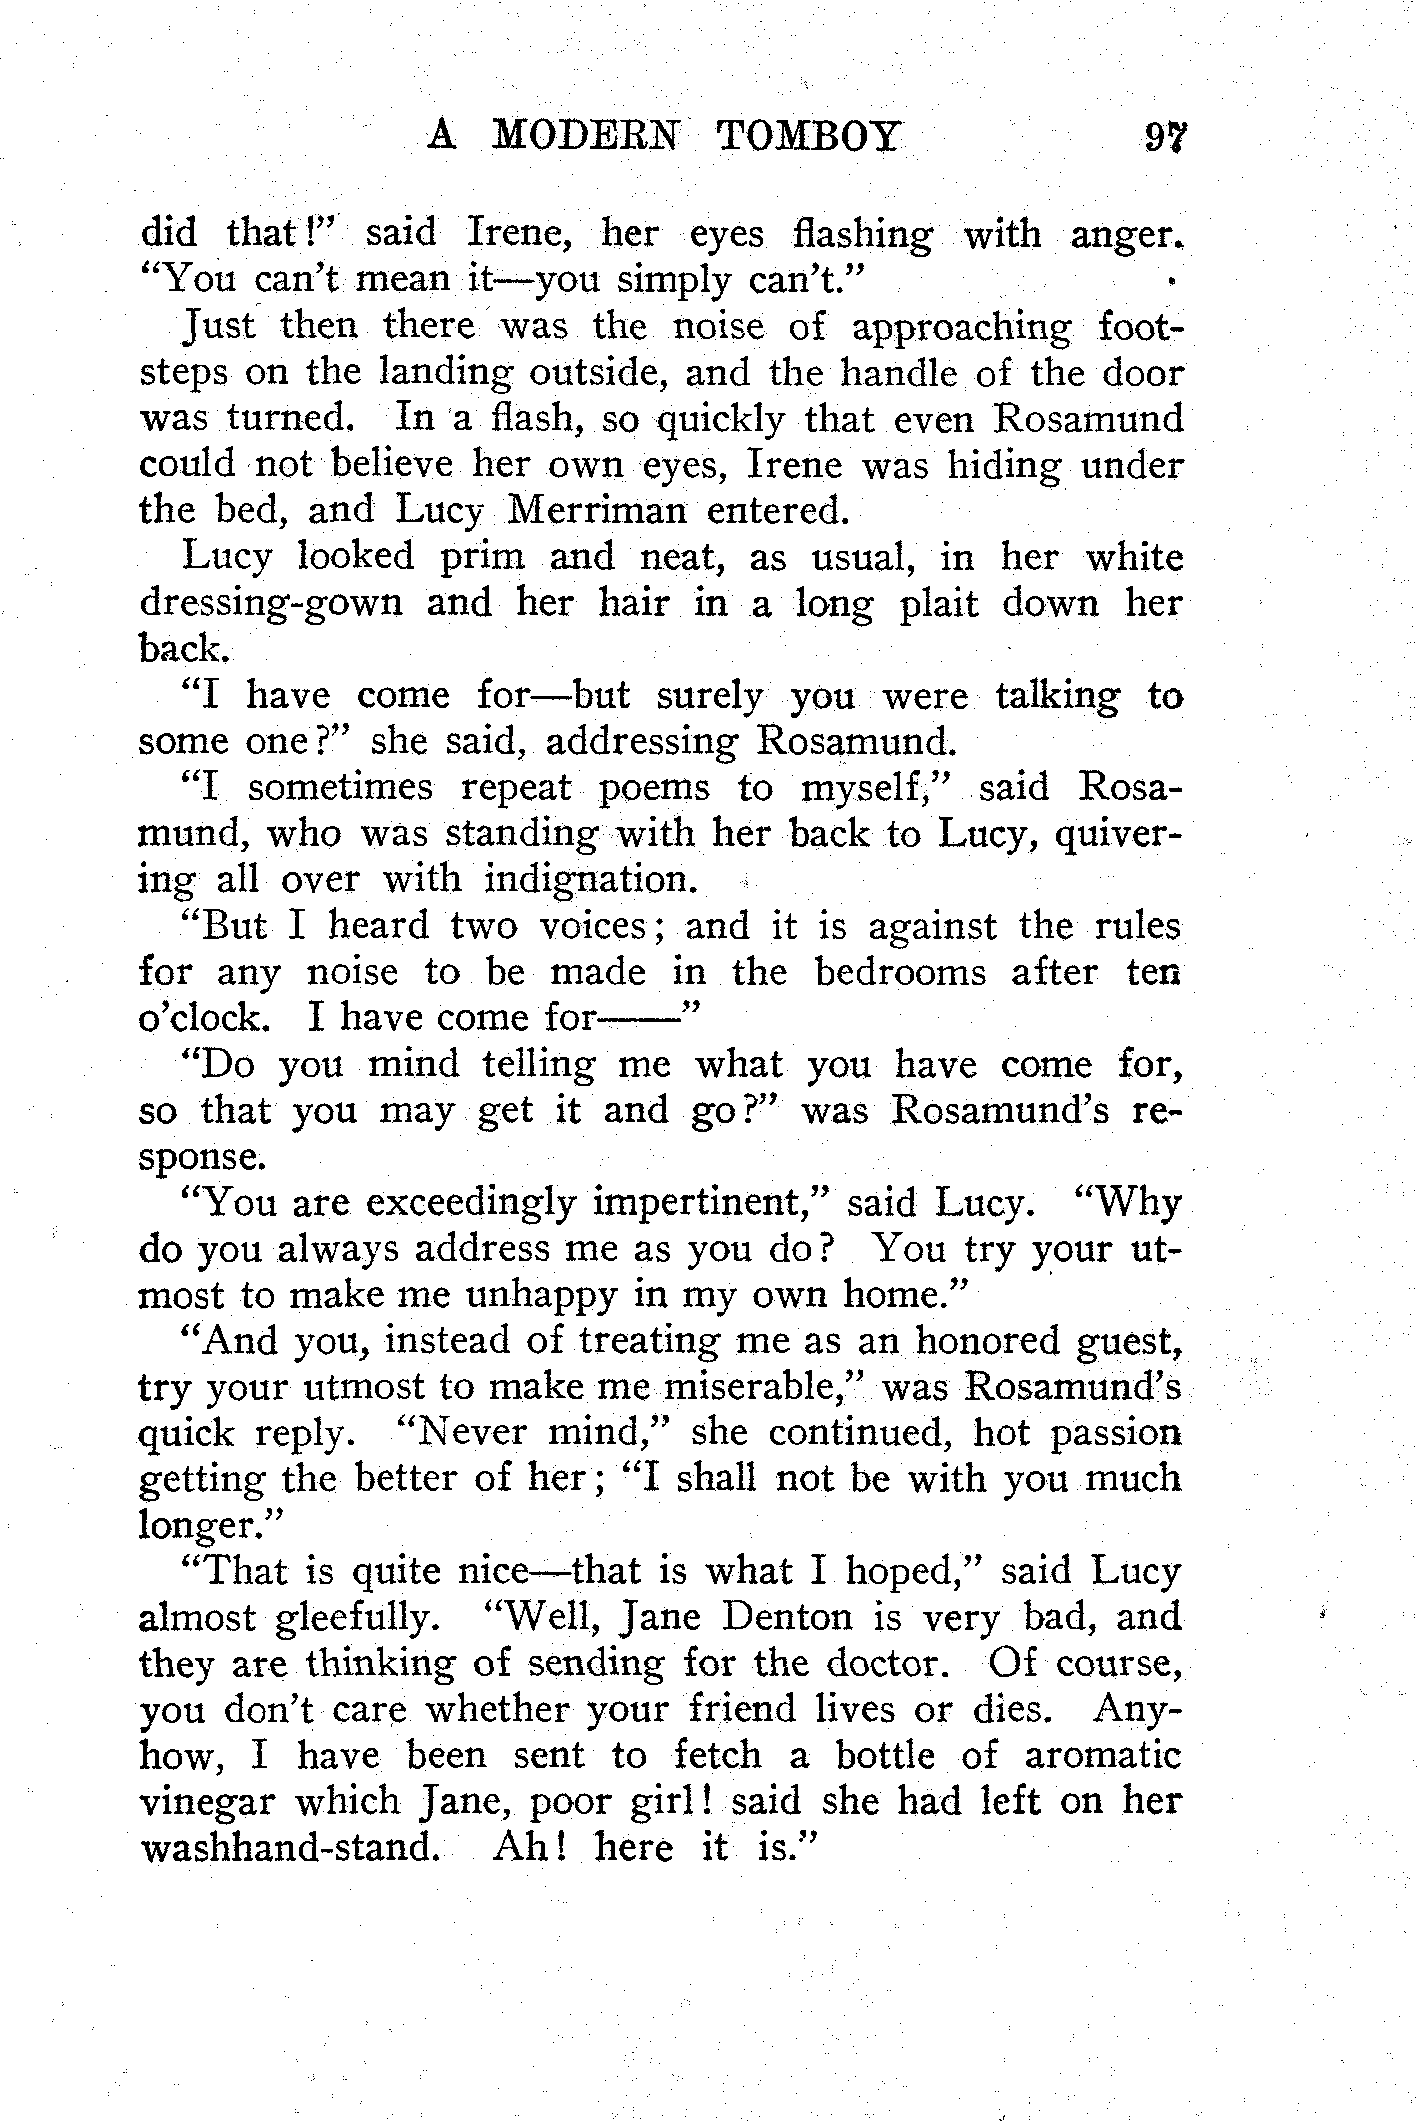 A MODERN TOMBOY 97
did that!” said Irene, her eyes flashing with anger.
“You can’t mean it—you simply can’t.”
Just then there was the noise of approaching foot-
steps on the landing outside, and the handle of the door
was turned. In a flash, so quickly that even Rosamund
could not believe her own eyes, Irene was hiding under
the bed, and Lucy Merriman entered.
Lucy looked prim and neat, as usual, in her white
dressing-gown and her hair in a long plait down her
back.
“I have come for—but surely you were talking to
some one?” she said, addressing Rosamund.
“I sometimes repeat poems to myself,” said Rosa-
mund, who was standing with her back to Lucy, quiver-
ing all over with indignation.
“But I heard two voices; and it is against the rules
for any noise to be made in the bedrooms after ten
o’clock. I have come for——”
“Do you mind telling me what you have come for,
so that you may get it and go?” was Rosamund’s re-
sponse.
“You are exceedingly impertinent,” said Lucy. “Why
do you always address me as you do? You try your ut-
most to make me unhappy in my own home.”
“And you, instead of treating me as an honored guest,
try your utmost to make me miserable,” was Rosamund’s
quick reply. “Never mind,” she continued, hot passion
getting the better of her; “I shall not be with you much
longer.”
“That is quite nice—that is what I hoped,” said Lucy
almost gleefully. “Well, Jane Denton is very bad, and
they are thinking of sending for the doctor. Of course,
you don’t care whether your friend lives or dies. Any-
how, I have been sent to fetch a bottle of aromatic
vinegar which Jane, poor girl! said she had left on her
washhand-stand. Ah! here it is.”